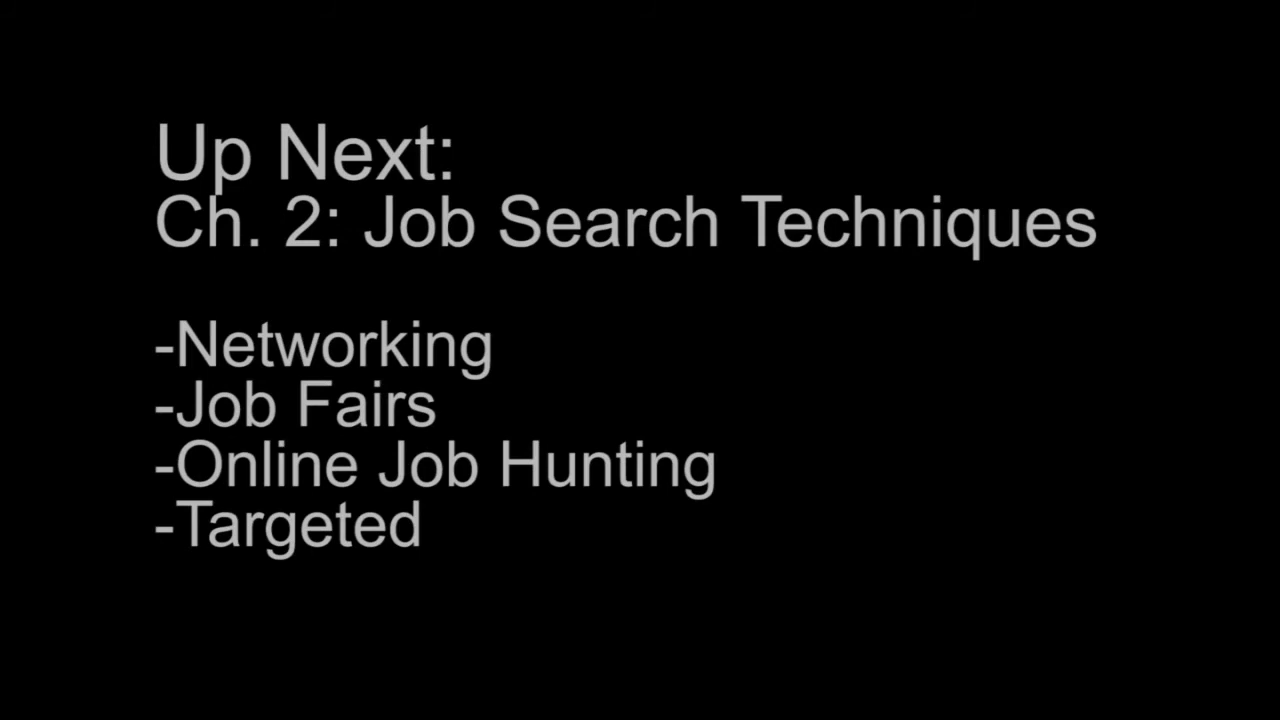 Up Next:
Ch. 2: Job Search Techniques
-Networking
-Job Fairs
-Online Job Hunting
-Targeted